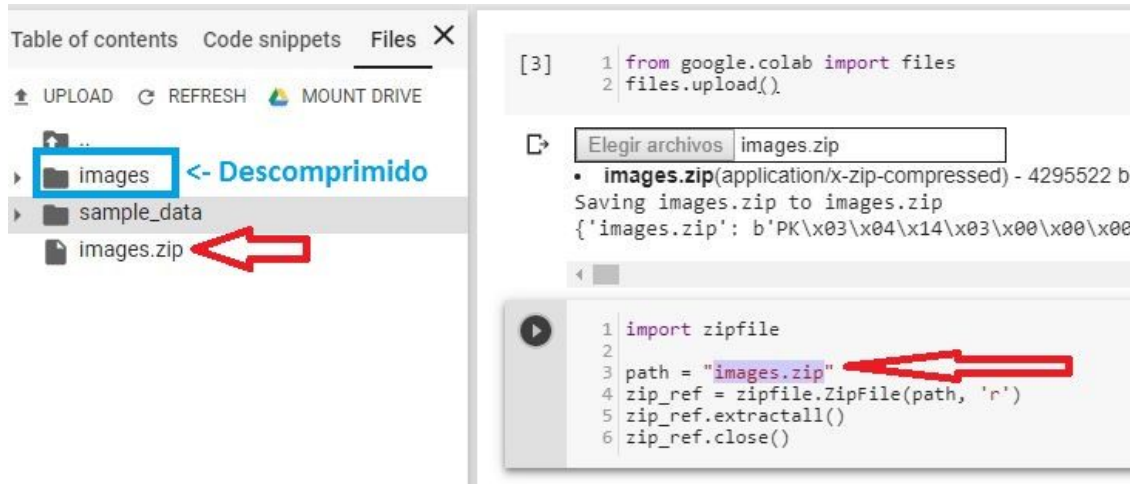 Table of contents Code snippets Files X
UPLOAD REFRESH MOUNT DRIVE
..
images <- Descomprimido
sample_data
images.zip
[3] 1 from google.colab import files
2 files.upload()
Elegir archivos images.zip
• images.zip(application/x-zip-compressed) - 4295522 b
Saving images.zip to images.zip
{'images.zip': b'PK\x03\x04\x14\x03\x00\x00\x00
1 import zipfile
2
3 path = "images.zip"
4 zip_ref = zipfile.ZipFile(path, 'r')
5 zip_ref.extractall()
6 zip_ref.close()